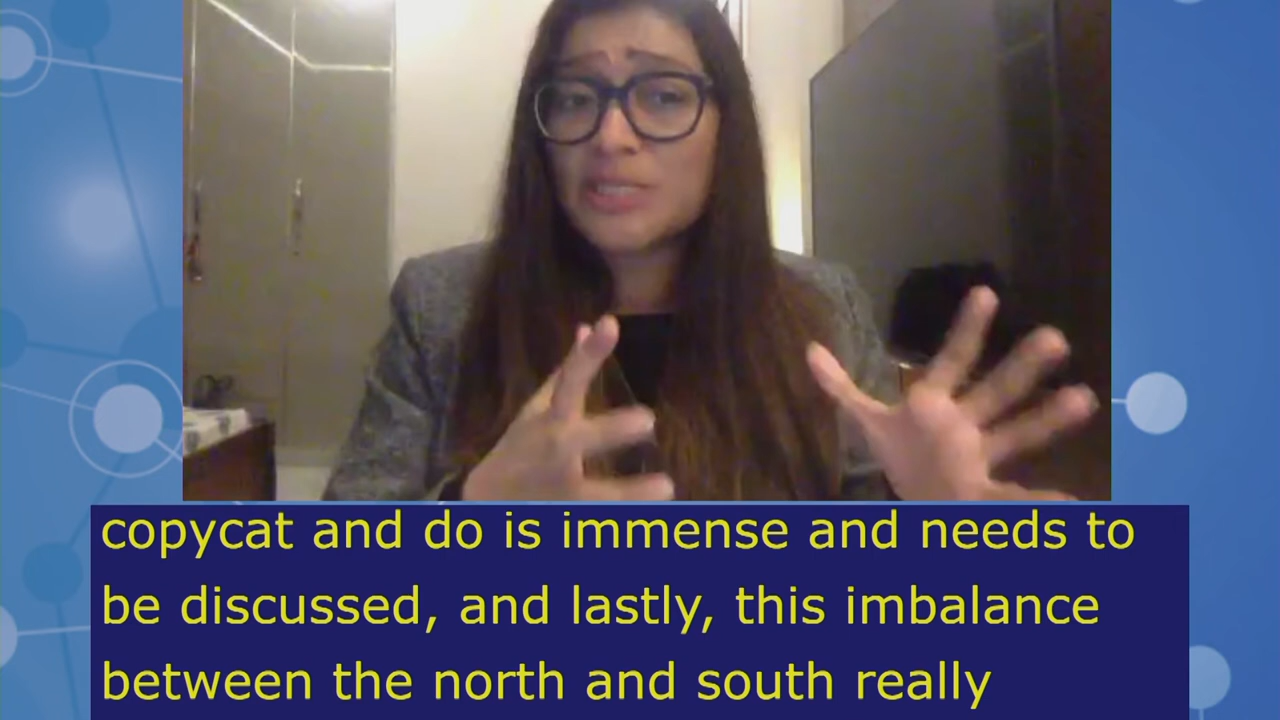 copycat and do is immense and needs to
be discussed, and lastly, this imbalance
between the north and south really